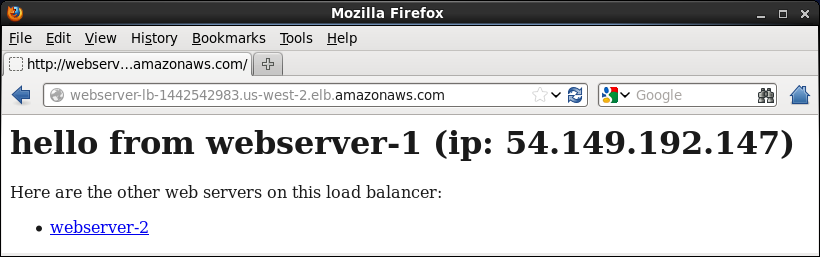 Mozilla Firefox
File Edit View History Bookmarks Tools Help
http://webserv...amazonaws.com/
webserver-lb-1442542983.us-west-2.elb.amazonaws.com Google
hello from webserver-1 (ip: 54.149.192.147)
Here are the other web servers on this load balancer:
• webserver-2